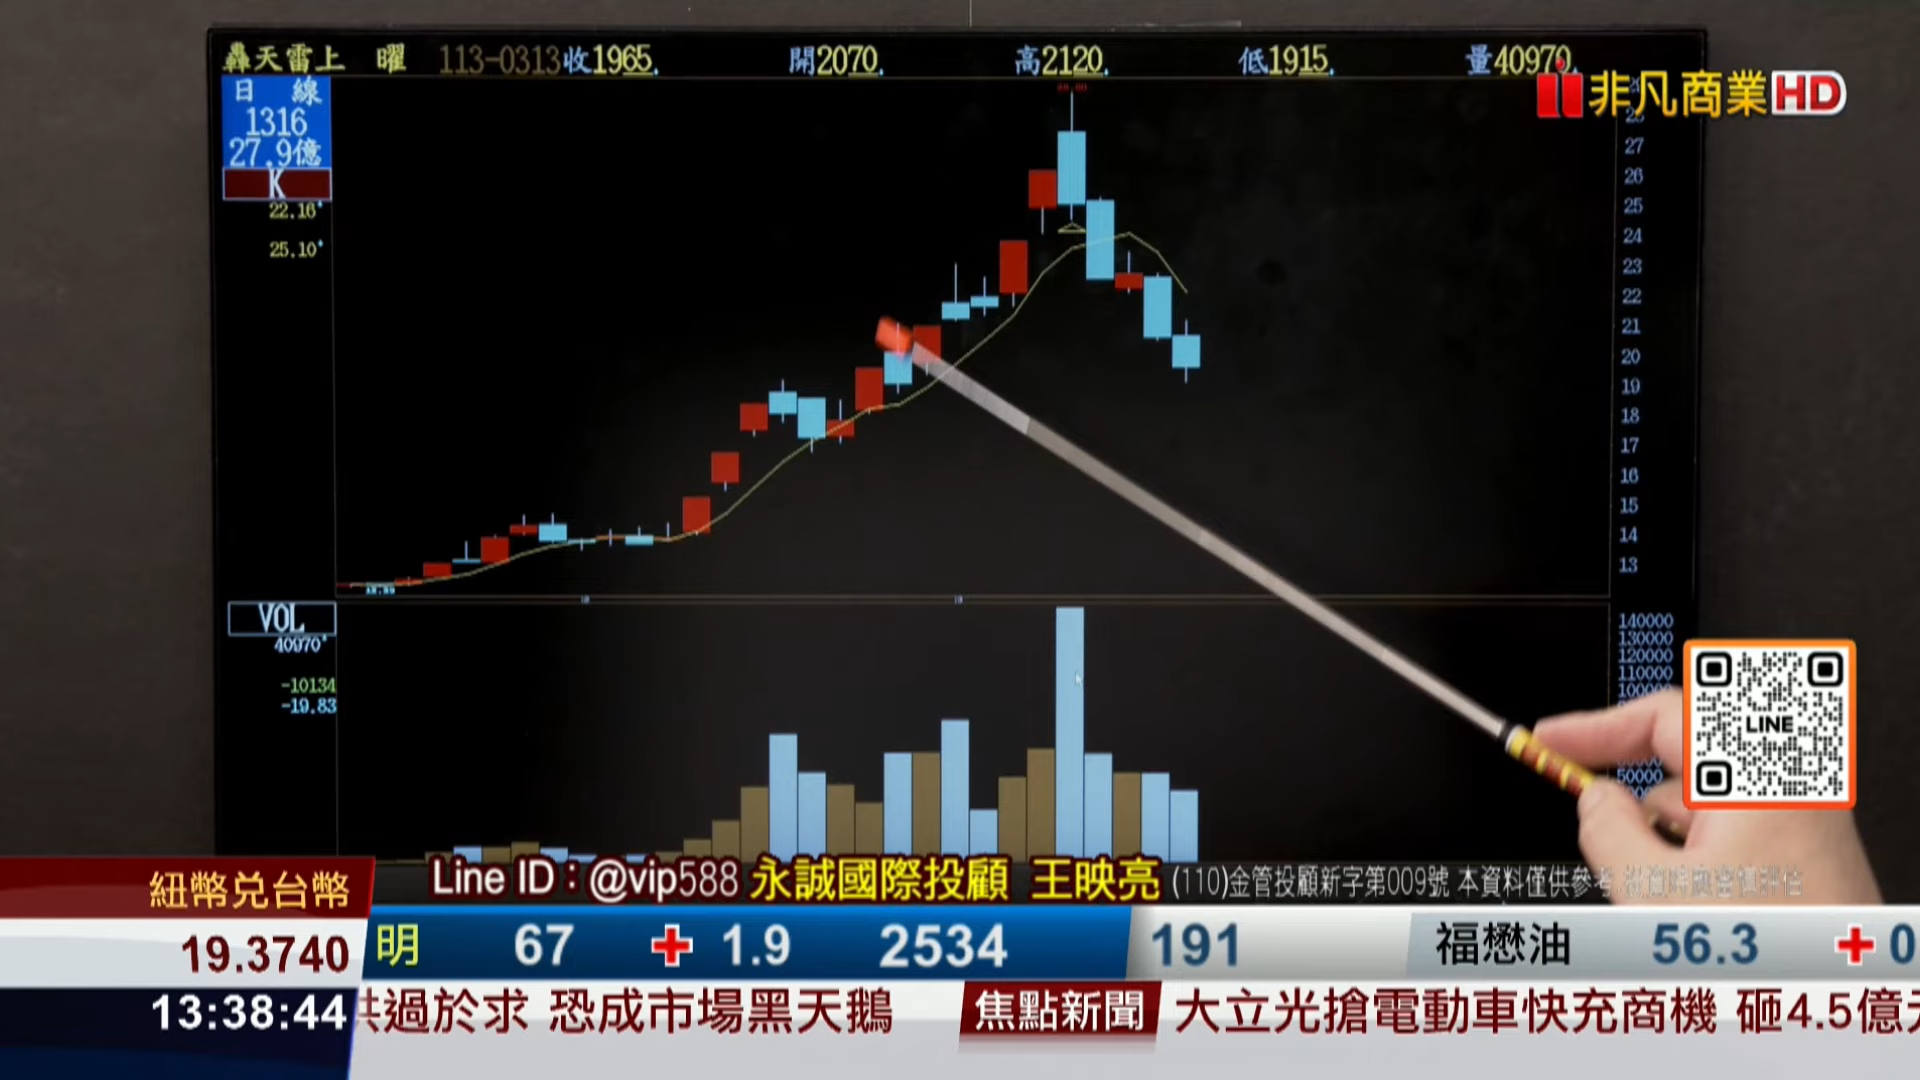 轟天雷上 曜 113-0313收1965. 開2070. 高2120. 低1915. 量40970.
非凡商業HD
日 線
1316
27.9億
K
22.16
25.10
27
26
25
24
23
22
21
20
19
18
17
16
15
14
13
VOL
40970
-10134
-19.83
140000
130000
120000
110000
50000
LINE
Line ID：@vip588 永誠國際投顧 王映亮 (110)金管投顧新字第009號 本資料僅供參考
紐幣兌台幣
19.3740
明 67 + 1.9 2534 191 福懋油 56.3 + 0
13:38:44
供過於求 恐成市場黑天鵝 焦點新聞 大立光搶電動車快充商機 砸4.5億元